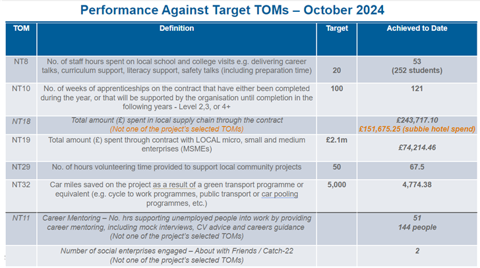 Performance Against Target TOMs – October 2024
TOM Definition Target Achieved to Date
NT8 No. of staff hours spent on local school and college visits e.g. delivering career
talks, curriculum support, literacy support, safety talks (including preparation time) 20 53
(252 students)
NT10 No. of weeks of apprenticeships on the contract that have either been completed
during the year, or that will be supported by the organisation until completion in the
following years - Level 2,3, or 4+ 100 121
NT18 Total amount (£) spent in local supply chain through the contract
(Not one of the project's selected TOMs) £243,717.10
£151,675.25 (subbie hotel spend)
NT19 Total amount (£) spent through contract with LOCAL micro, small and medium
enterprises (MSMEs) £2.1m £74,214.46
NT29 No. of hours volunteering time provided to support local community projects 50 67.5
NT32 Car miles saved on the project as a result of a green transport programme or
equivalent (e.g. cycle to work programmes, public transport or car pooling
programmes, etc.) 5,000 4,774.38
NT11 Career Mentoring – No. hrs supporting unemployed people into work by providing
career mentoring, including mock interviews, CV advice and careers guidance
(Not one of the project's selected TOMs) 51
144 people
Number of social enterprises engaged – About with Friends / Catch-22
(Not one of the project's selected TOMs) 2